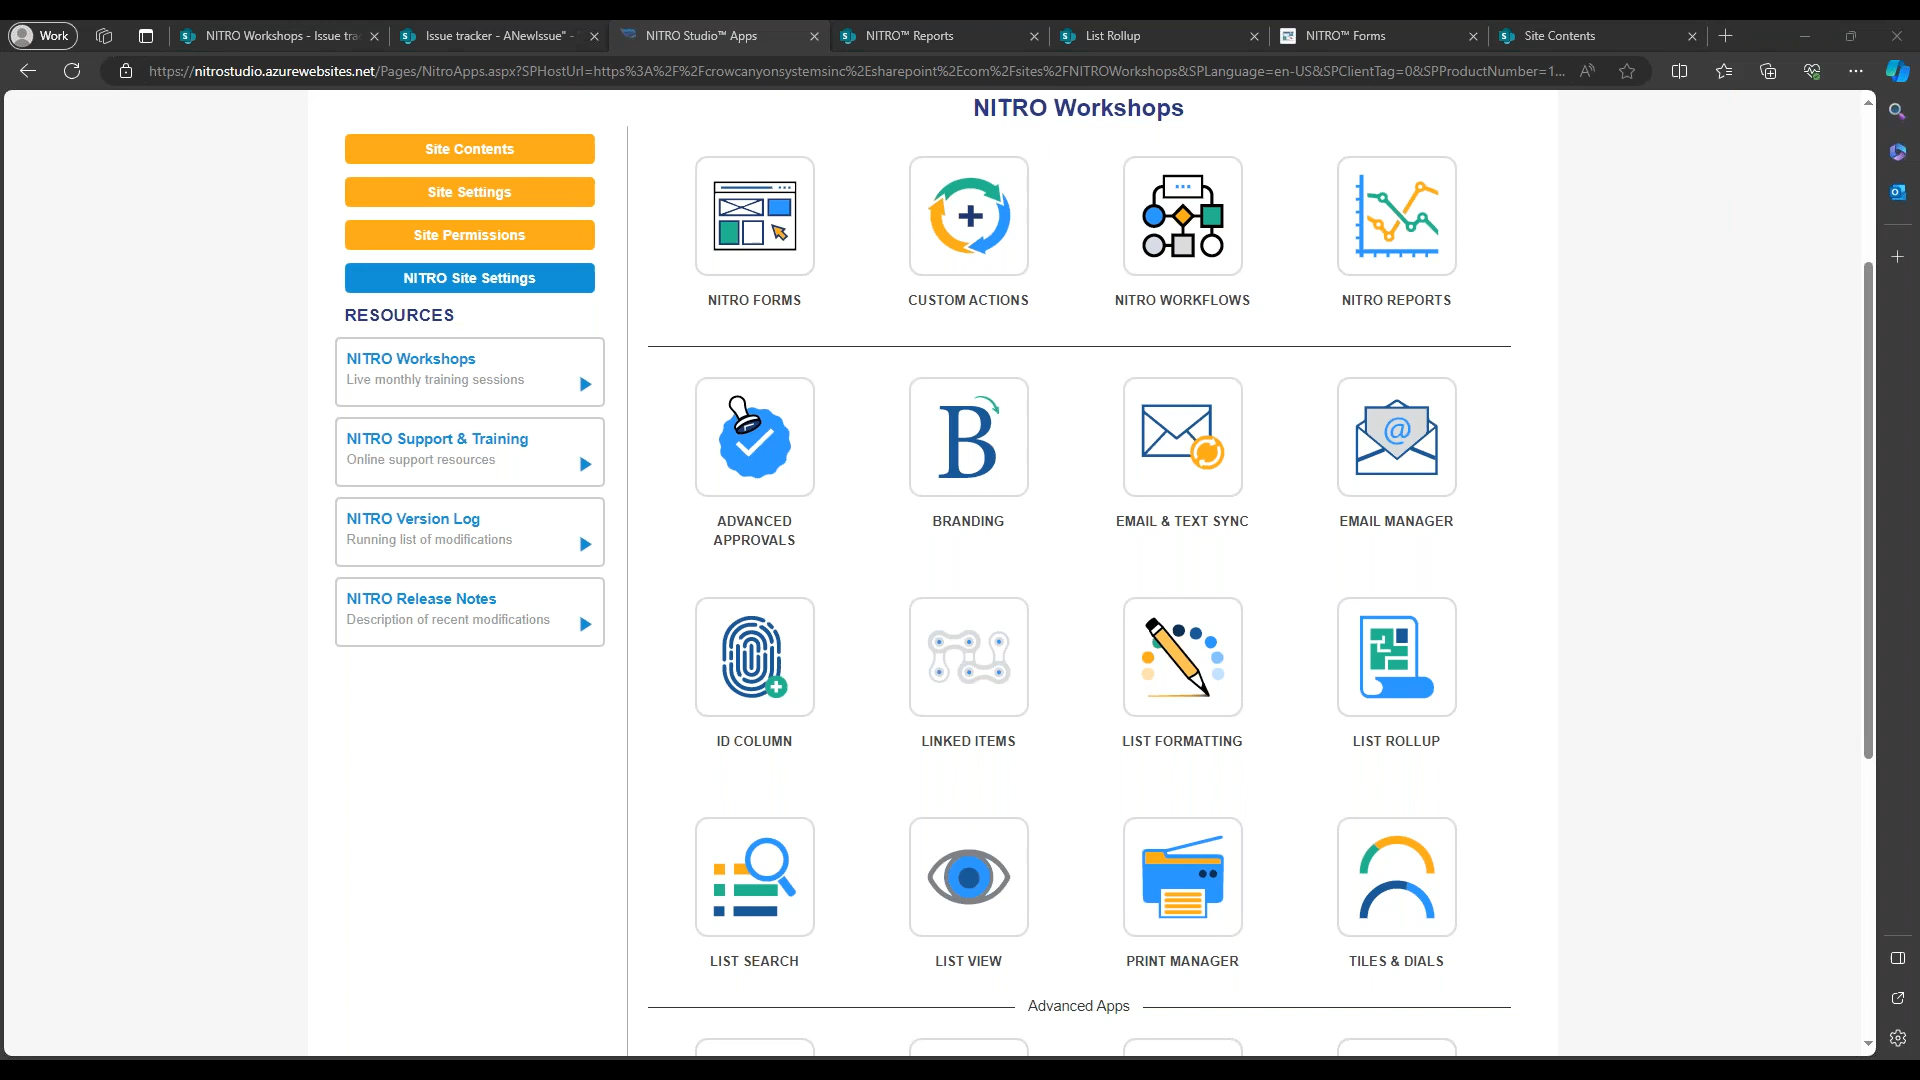 Work
NITRO Workshops - Issue tra
Issue tracker - ANewIssue" -
NITRO Studio™ Apps
NITRO™ Reports
List Rollup
NITRO™ Forms
Site Contents
https://nitrostudio.azurewebsites.net/Pages/NitroApps.aspx?SPHostUrl=https%3A%2F%2Fcrowcanyonsystemsinc%2Esharepoint%2Ecom%2Fsites%2FNITROWorkshops&SPLanguage=en-US&SPClientTag=0&SPProductNumber=1...
NITRO Workshops
Site Contents
Site Settings
Site Permissions
NITRO Site Settings
RESOURCES
NITRO Workshops
Live monthly training sessions
NITRO Support & Training
Online support resources
NITRO Version Log
Running list of modifications
NITRO Release Notes
Description of recent modifications
NITRO FORMS
CUSTOM ACTIONS
NITRO WORKFLOWS
NITRO REPORTS
ADVANCED
APPROVALS
B
BRANDING
EMAIL & TEXT SYNC
@
EMAIL MANAGER
ID COLUMN
LINKED ITEMS
LIST FORMATTING
LIST ROLLUP
LIST SEARCH
LIST VIEW
PRINT MANAGER
TILES & DIALS
Advanced Apps